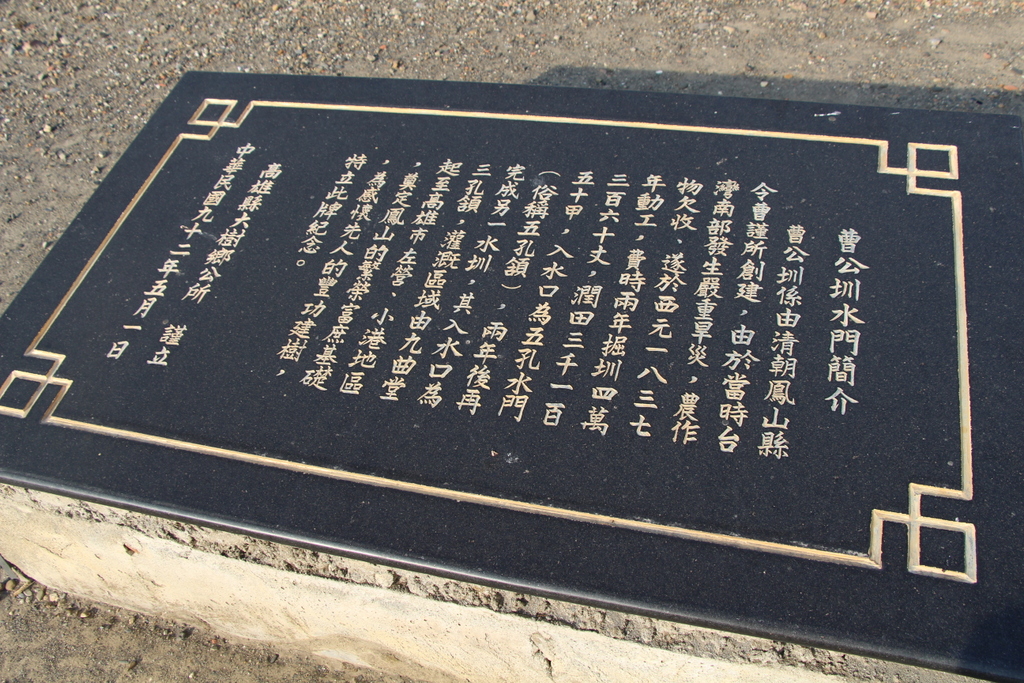 曹公圳水門簡介
曹公圳係由清朝鳳山縣
令曹謹所創建，由於當時台
灣南部發生嚴重旱災，農作
物欠收、遂於西元一八三七
年動工，費時兩年掘圳四萬
三百六十丈，潤田三千一百
五十甲，入水口為五孔水門
（俗稱五孔頷），兩年後再
完成另一水圳，其入水口為
三孔頷。灌溉區域由九曲堂
起至高雄市左營、小港地區
，奠定鳳山的繁榮富庶基礎
，為感懷先人的豐功建樹，
特立此牌紀念。
高雄縣大樹鄉公所　謹立
中華民國九十二年五月一日